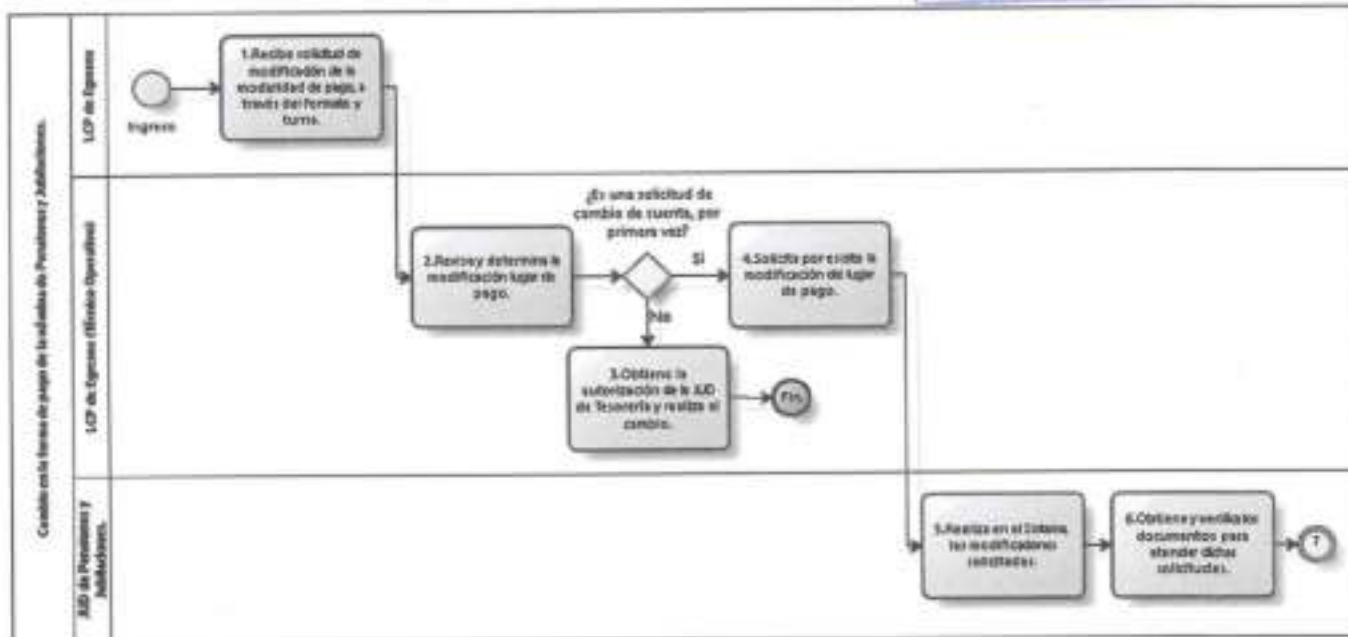 Cambio en la forma de pago de la nómina de Pensiones y Jubilaciones.
LCP de Egresos
Ingreso
1.Recibe solicitud de
modificación de la
modalidad de pago, a
través del formato y
turna.
LCP de Egresos (Técnico Operativo)
2.Revisa y determina la
modificación lugar de
pago.
¿Es una solicitud de
cambio de cuenta, por
primera vez?
Si
No
4.Solicita por escrito la
modificación del lugar
de pago.
3.Obtiene la
autorización de la JUD
de Tesorería y realiza el
cambio.
Fin.
JUD de Pensiones y
Jubilaciones.
5.Realiza en el Sistema,
las modificaciones
solicitadas.
6.Obtiene y verifica los
documentos para
atender dichas
solicitudes.
T